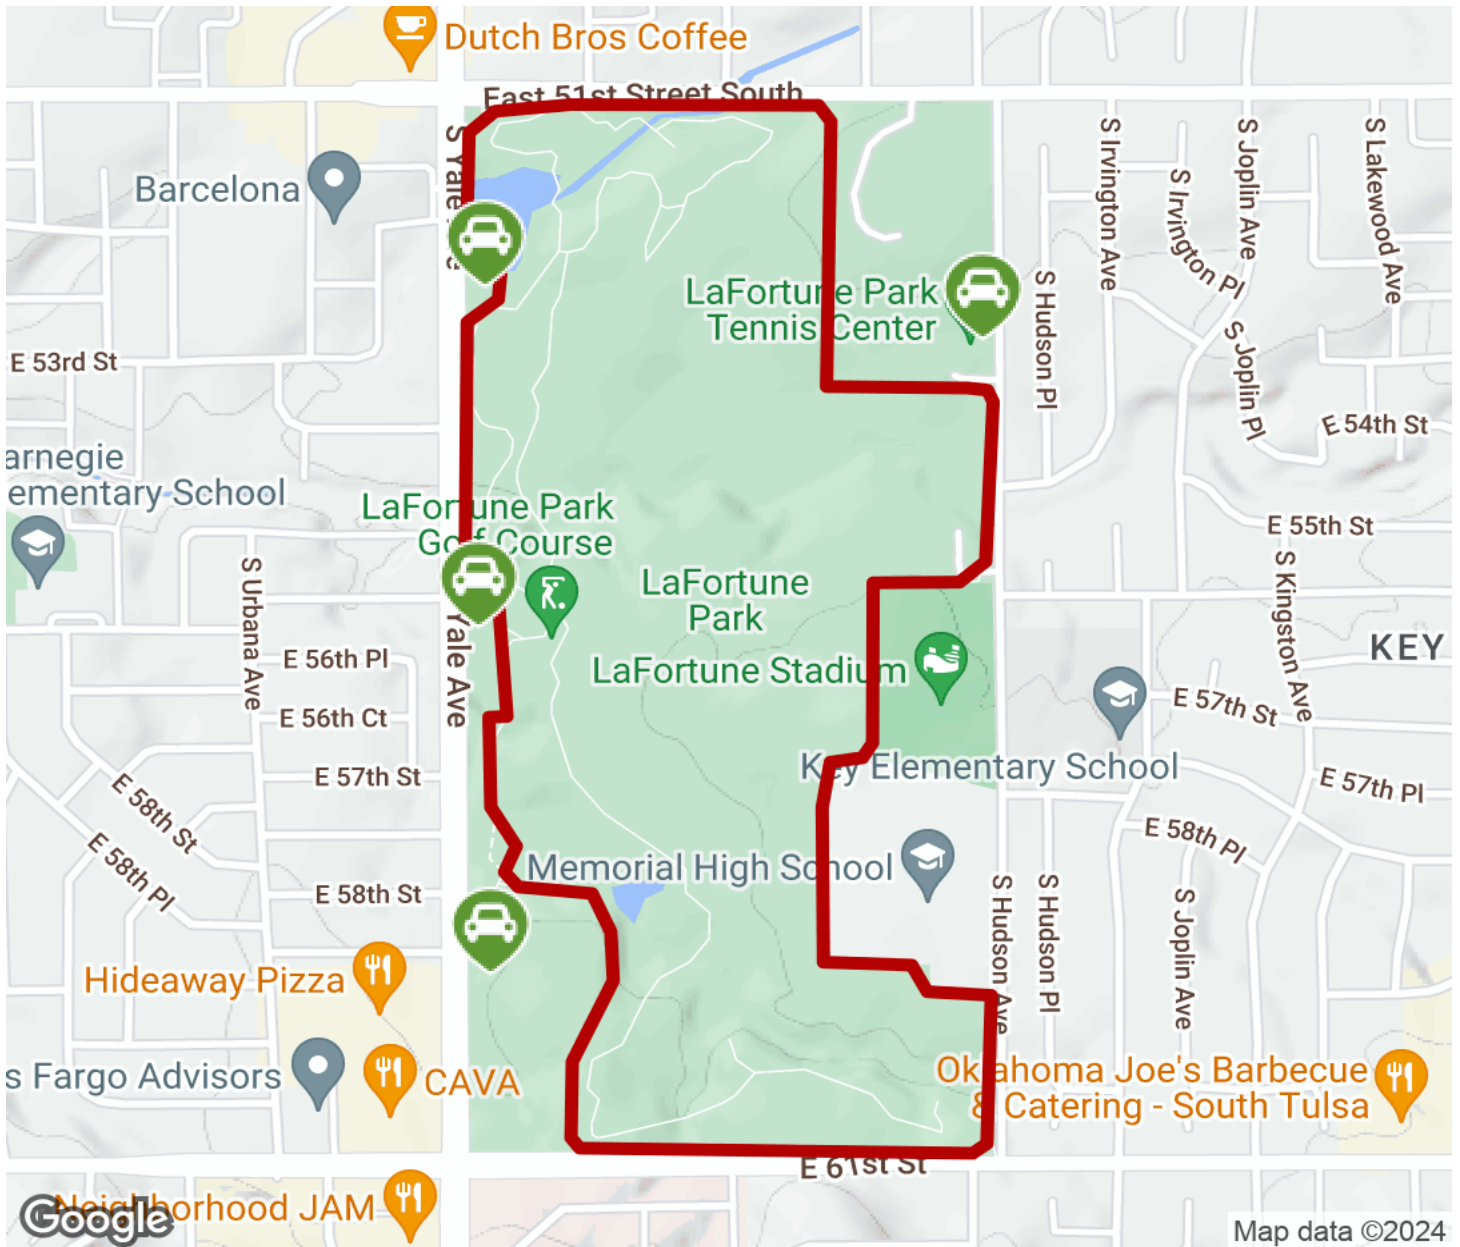 Dutch Bros Coffee
East 51st Street South
S Yale Ave
Barcelona
S Irvington Ave
S Irvington Pl
S Joplin Ave
S Lakewood Ave
LaFortune Park
Tennis Center
S Hudson Pl
S Joplin Pl
E 53rd St
E 54th St
arnegie
ementary School
LaFortune Park
Golf Course
E 55th St
S Urbana Ave
LaFortune
Park
S Kingston Ave
Yale Ave
E 56th Pl
LaFortune Stadium
KEY
E 56th Ct
E 57th St
E 57th St
Key Elementary School
E 57th Pl
E 58th St
E 58th Pl
E 58th Pl
Memorial High School
E 58th St
S Hudson Ave
S Hudson Pl
S Joplin Ave
Hideaway Pizza
s Fargo Advisors
CAVA
Oklahoma Joe's Barbecue
& Catering - South Tulsa
E 61st St
Neighborhood JAM
Google
Map data ©2024